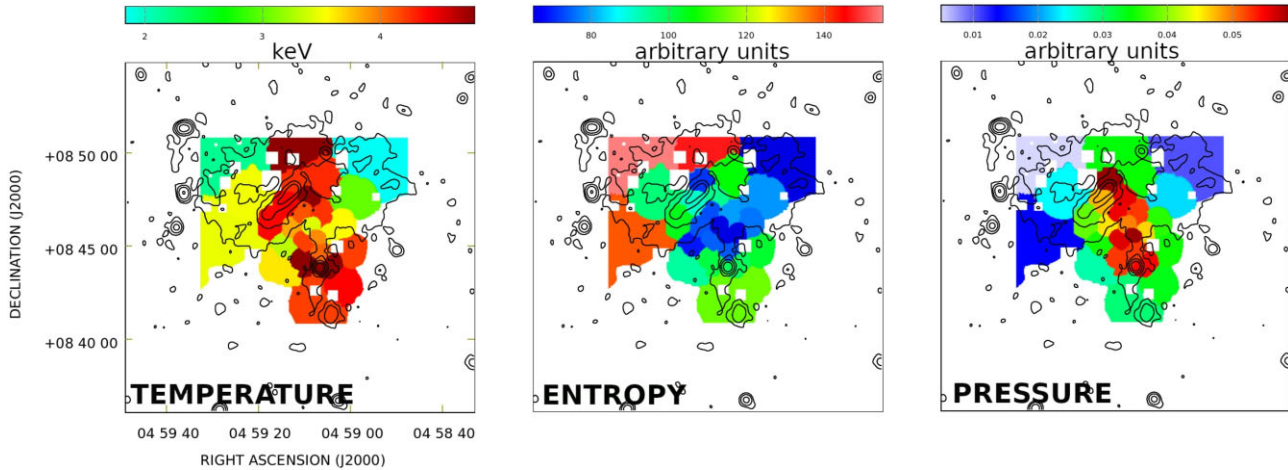 2 3 4
keV
80 100 120 140
arbitrary units
0.01 0.02 0.03 0.04 0.05
arbitrary units
DECLINATION (J2000)
+08 50 00
+08 45 00
+08 40 00
TEMPERATURE
ENTROPY
PRESSURE
04 59 40 04 59 20 04 59 00 04 58 40
RIGHT ASCENSION (J2000)